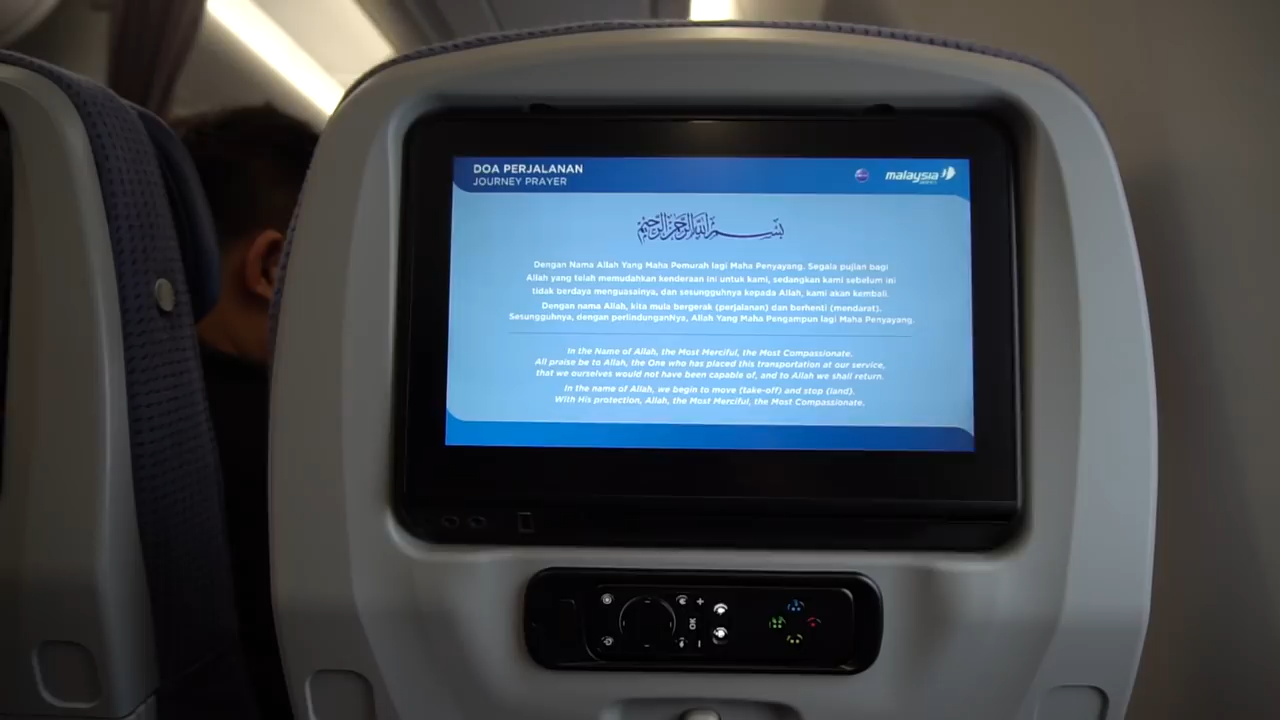 DOA PERJALANAN
JOURNEY PRAYER
malaysia
airlines
بسم الله الرحمن الرحيم
Dengan Nama Allah Yang Maha Pemurah lagi Maha Penyayang. Segala pujian bagi
Allah yang telah memudahkan kenderaan ini untuk kami, sedangkan kami sebelum ini
tidak berdaya menguasainya, dan sesungguhnya kepada Allah, kami akan kembali.
Dengan nama Allah, kita mula bergerak (perjalanan) dan berhenti (mendarat).
Sesungguhnya, dengan perlindunganNya, Allah Yang Maha Pengampun lagi Maha Penyayang.
In the Name of Allah, the Most Merciful, the Most Compassionate.
All praise be to Allah, the One who has placed this transportation at our service,
that we ourselves would not have been capable of, and to Allah we shall return.
In the name of Allah, we begin to move (take-off) and stop (land).
With His protection, Allah, the Most Merciful, the Most Compassionate.
OK